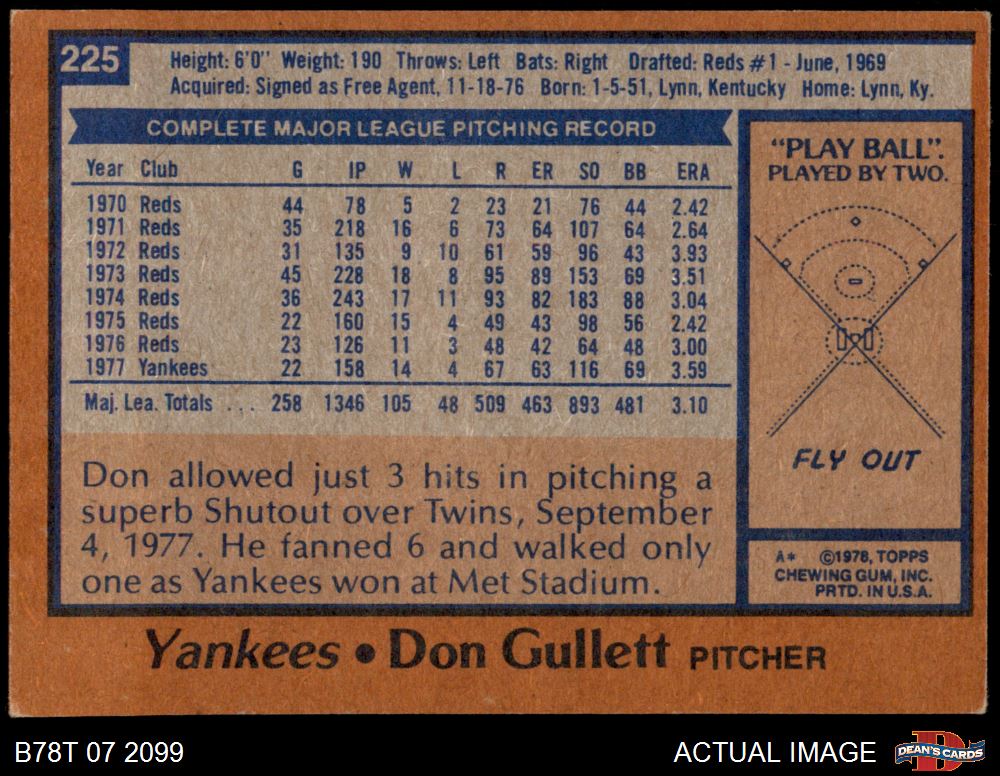 225
Height: 6'0" Weight: 190 Throws: Left Bats: Right Drafted: Reds #1 - June, 1969
Acquired: Signed as Free Agent, 11-18-76 Born: 1-5-51, Lynn, Kentucky Home: Lynn, Ky.
COMPLETE MAJOR LEAGUE PITCHING RECORD
Year Club G IP W L R ER SO BB ERA
1970 Reds 44 78 5 2 23 21 76 44 2.42
1971 Reds 35 218 16 6 73 64 107 64 2.64
1972 Reds 31 135 9 10 61 59 96 43 3.93
1973 Reds 45 228 18 8 95 89 153 69 3.51
1974 Reds 36 243 17 11 93 82 183 88 3.04
1975 Reds 22 160 15 4 49 43 98 56 2.42
1976 Reds 23 126 11 3 48 42 64 48 3.00
1977 Yankees 22 158 14 4 67 63 116 69 3.59
Maj. Lea. Totals ... 258 1346 105 48 509 463 893 481 3.10
Don allowed just 3 hits in pitching a
superb Shutout over Twins, September
4, 1977. He fanned 6 and walked only
one as Yankees won at Met Stadium.
"PLAY BALL".
PLAYED BY TWO.
FLY OUT
A* ©1978, TOPPS
CHEWING GUM, INC.
PRTD. IN U.S.A.
Yankees • Don Gullett PITCHER
B78T 07 2099
ACTUAL IMAGE
DEAN'S CARDS